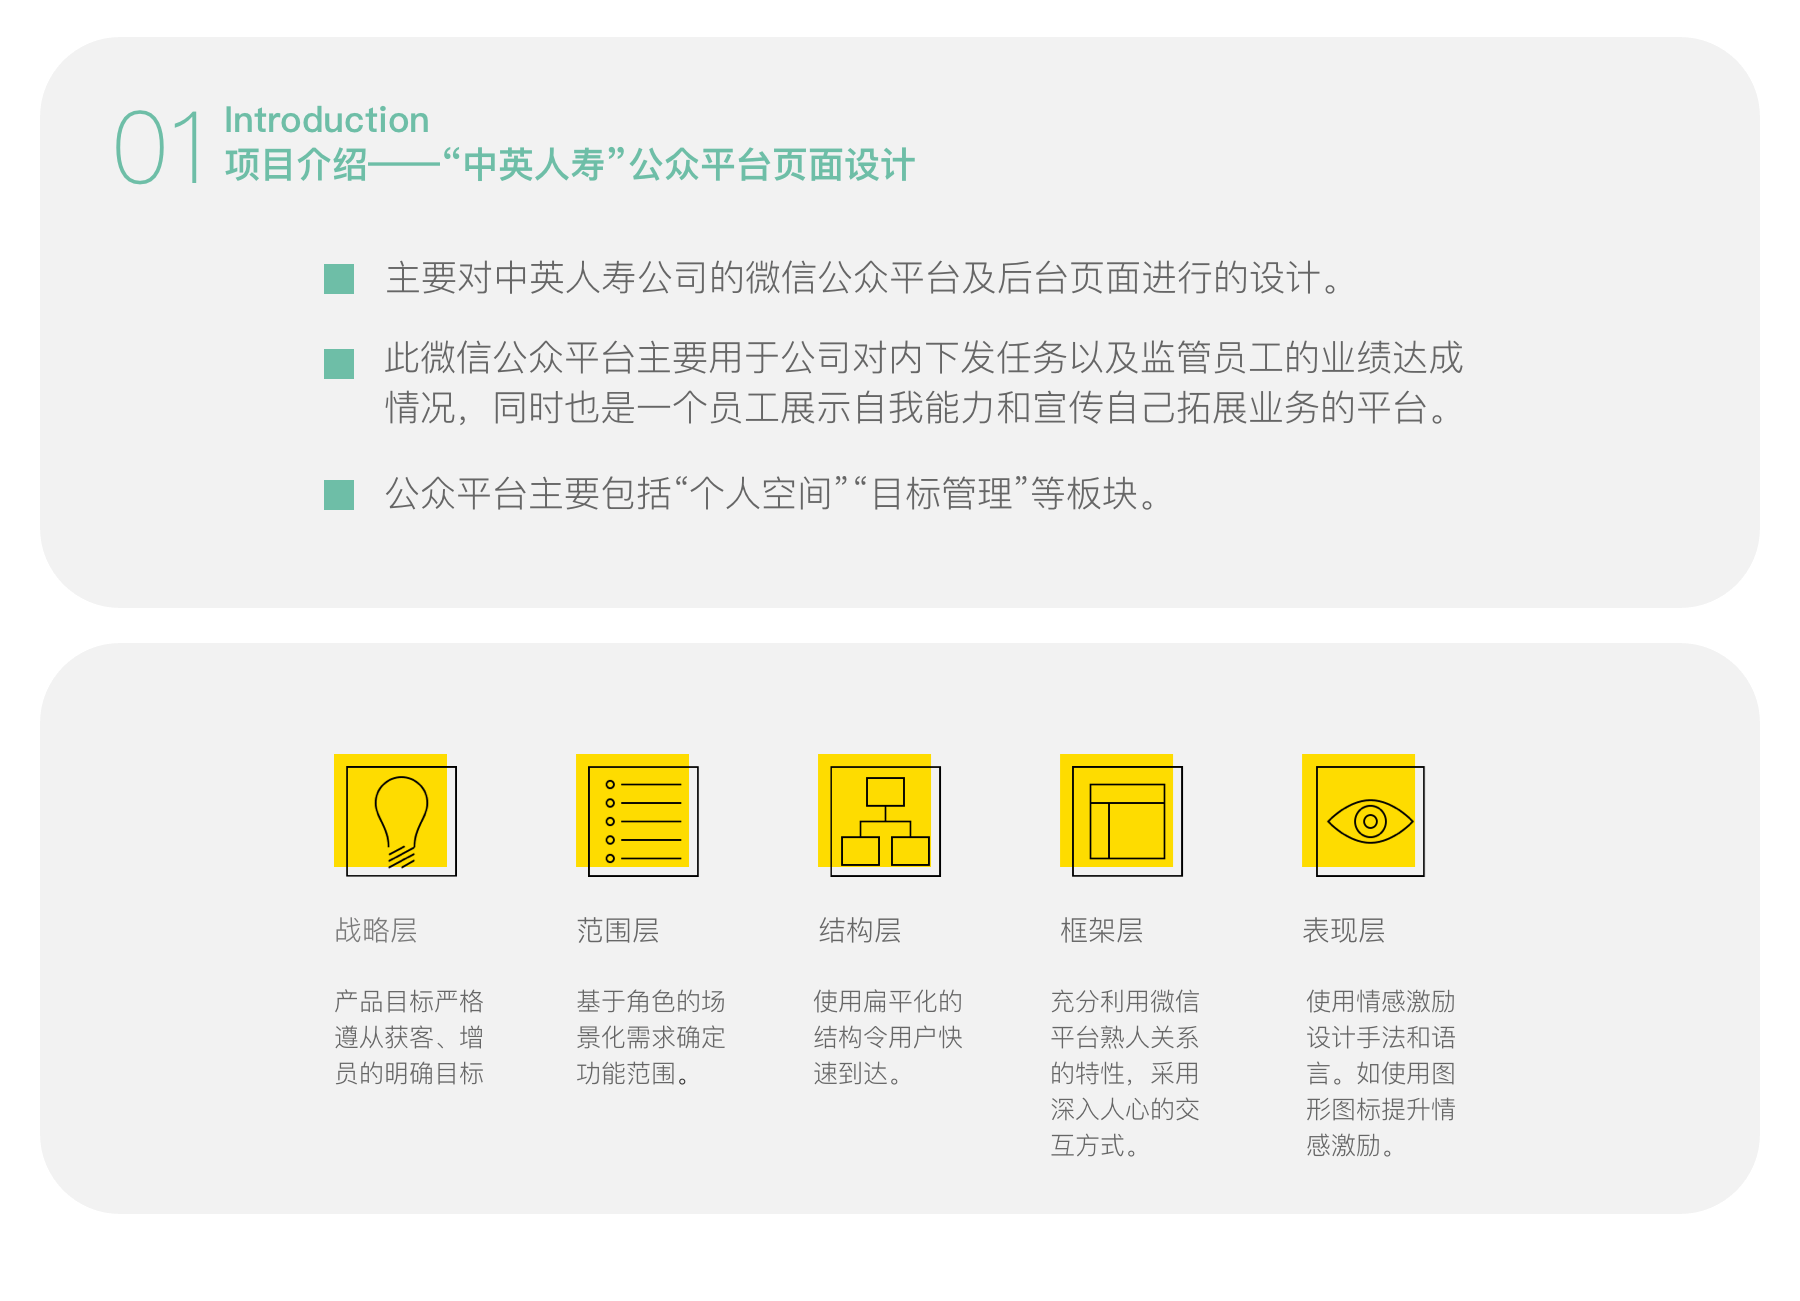 01
Introduction
项目介绍——“中英人寿”公众平台页面设计
主要对中英人寿公司的微信公众平台及后台页面进行的设计。
此微信公众平台主要用于公司对内下发任务以及监管员工的业绩达成
情况，同时也是一个员工展示自我能力和宣传自己拓展业务的平台。
公众平台主要包括“个人空间”“目标管理”等板块。
战略层
产品目标严格
遵从获客、增
员的明确目标
范围层
基于角色的场
景化需求确定
功能范围。
结构层
使用扁平化的
结构令用户快
速到达。
框架层
充分利用微信
平台熟人关系
的特性，采用
深入人心的交
互方式。
表现层
使用情感激励
设计手法和语
言。如使用图
形图标提升情
感激励。